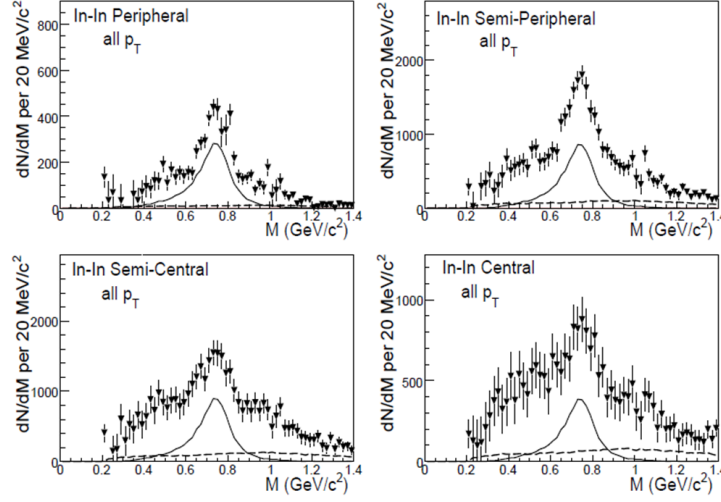 In-In Peripheral
all pT
dN/dM per 20 MeV/c2
800
600
400
200
0
0 0.2 0.4 0.6 0.8 1 1.2 1.4
M (GeV/c2)
In-In Semi-Peripheral
all pT
dN/dM per 20 MeV/c2
2000
1000
0
0 0.2 0.4 0.6 0.8 1 1.2 1.4
M (GeV/c2)
In-In Semi-Central
all pT
dN/dM per 20 MeV/c2
2000
1000
0
0 0.2 0.4 0.6 0.8 1 1.2 1.4
M (GeV/c2)
In-In Central
all pT
dN/dM per 20 MeV/c2
1000
500
0
0 0.2 0.4 0.6 0.8 1 1.2 1.4
M (GeV/c2)